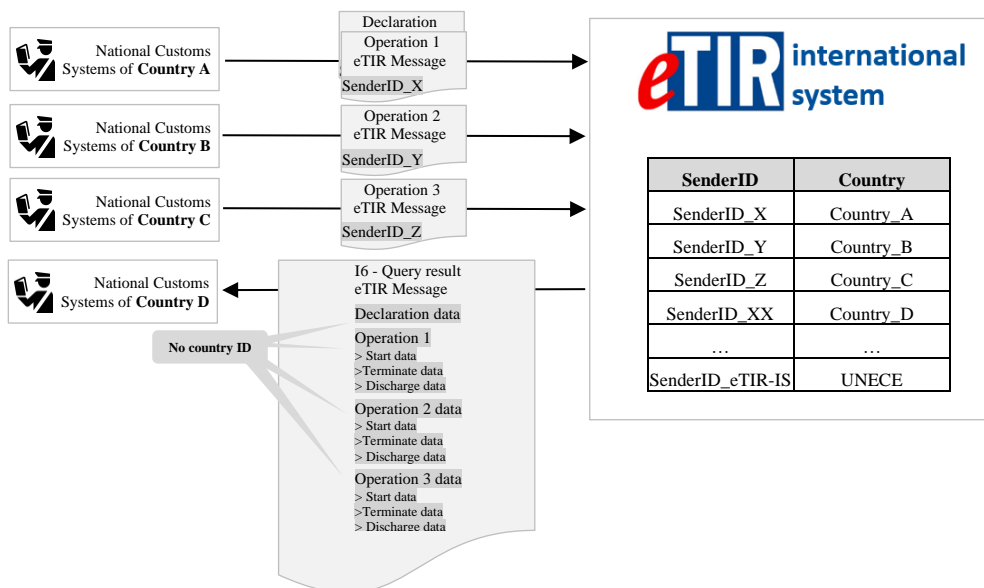 Declaration
National Customs
Systems of Country A
Operation 1
eTIR Message
SenderID_X
National Customs
Systems of Country B
Operation 2
eTIR Message
SenderID_Y
National Customs
Systems of Country C
Operation 3
eTIR Message
SenderID_Z
National Customs
Systems of Country D
I6 - Query result
eTIR Message
Declaration data
Operation 1
> Start data
>Terminate data
> Discharge data
Operation 2 data
> Start data
>Terminate data
> Discharge data
Operation 3 data
> Start data
>Terminate data
> Discharge data
No country ID
eTIR international
system
SenderID Country
SenderID_X Country_A
SenderID_Y Country_B
SenderID_Z Country_C
SenderID_XX Country_D
… …
SenderID_eTIR-IS UNECE